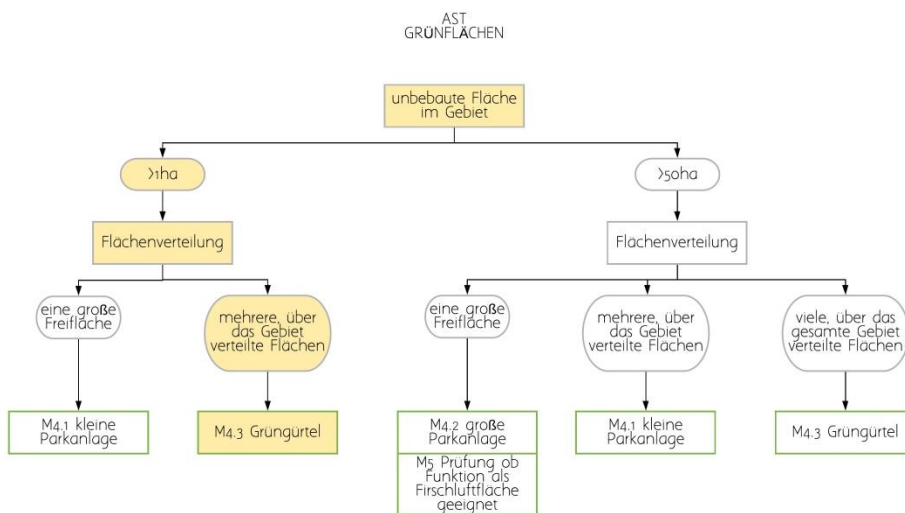 AST
GRÜNFLÄCHEN
unbebaute Fläche
im Gebiet
>1ha
>50ha
Flächenverteilung
Flächenverteilung
eine große
Freifläche
mehrere, über
das Gebiet
verteilte Flächen
eine große
Freifläche
mehrere, über
das Gebiet
verteilte Flächen
viele, über das
gesamte Gebiet
verteilten Flächen
M4.1 kleine
Parkanlage
M4.3 Grüngürtel
M4.2 große
Parkanlage
M5 Prüfung ob
Funktion als
Firschluftfläche
geeignet
M4.1 kleine
Parkanlage
M4.3 Grüngürtel